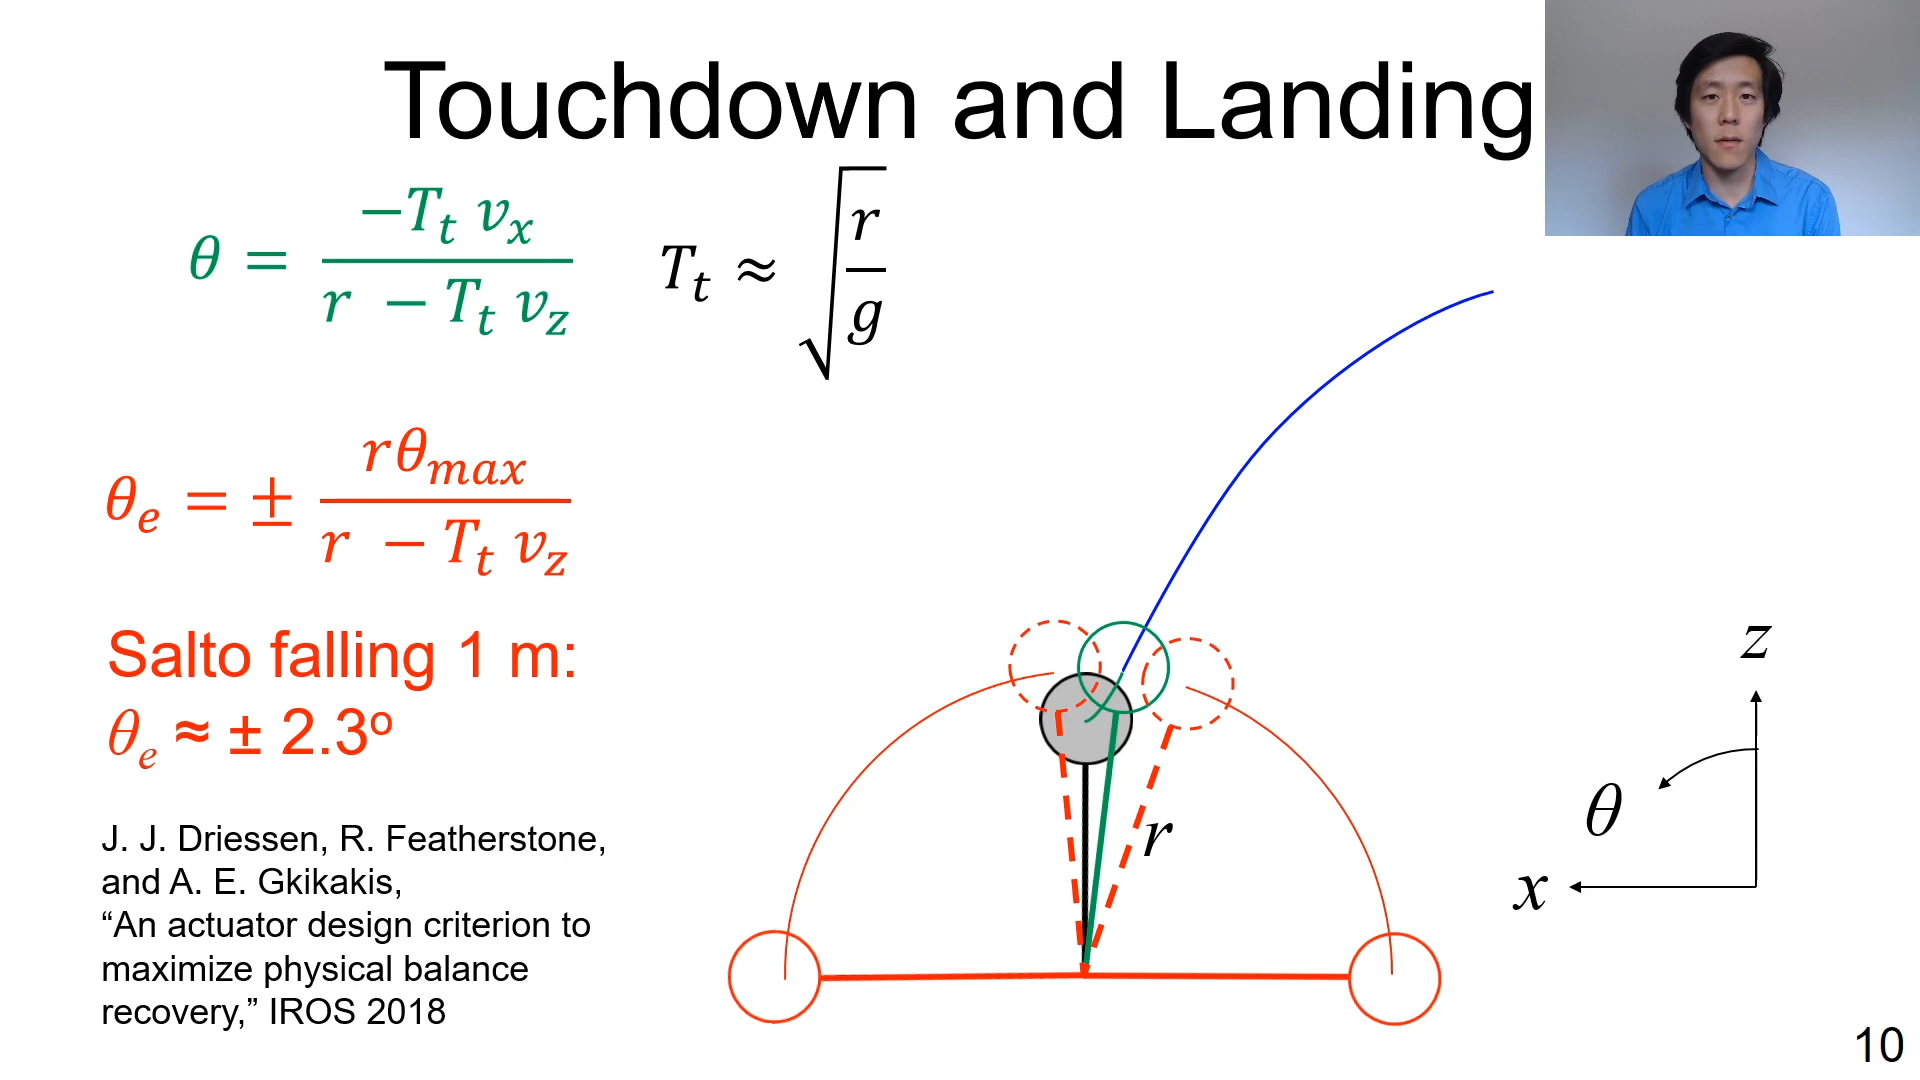 Touchdown and Landing
θ = −T_t v_x / r − T_t v_z
T_t ≈ √(r / g)
θ_e = ± rθ_max / r − T_t v_z
Salto falling 1 m:
θ_e ≈ ± 2.3º
J. J. Driessen, R. Featherstone,
and A. E. Gkikakis,
“An actuator design criterion to
maximize physical balance
recovery,” IROS 2018
r
z
θ
x
10